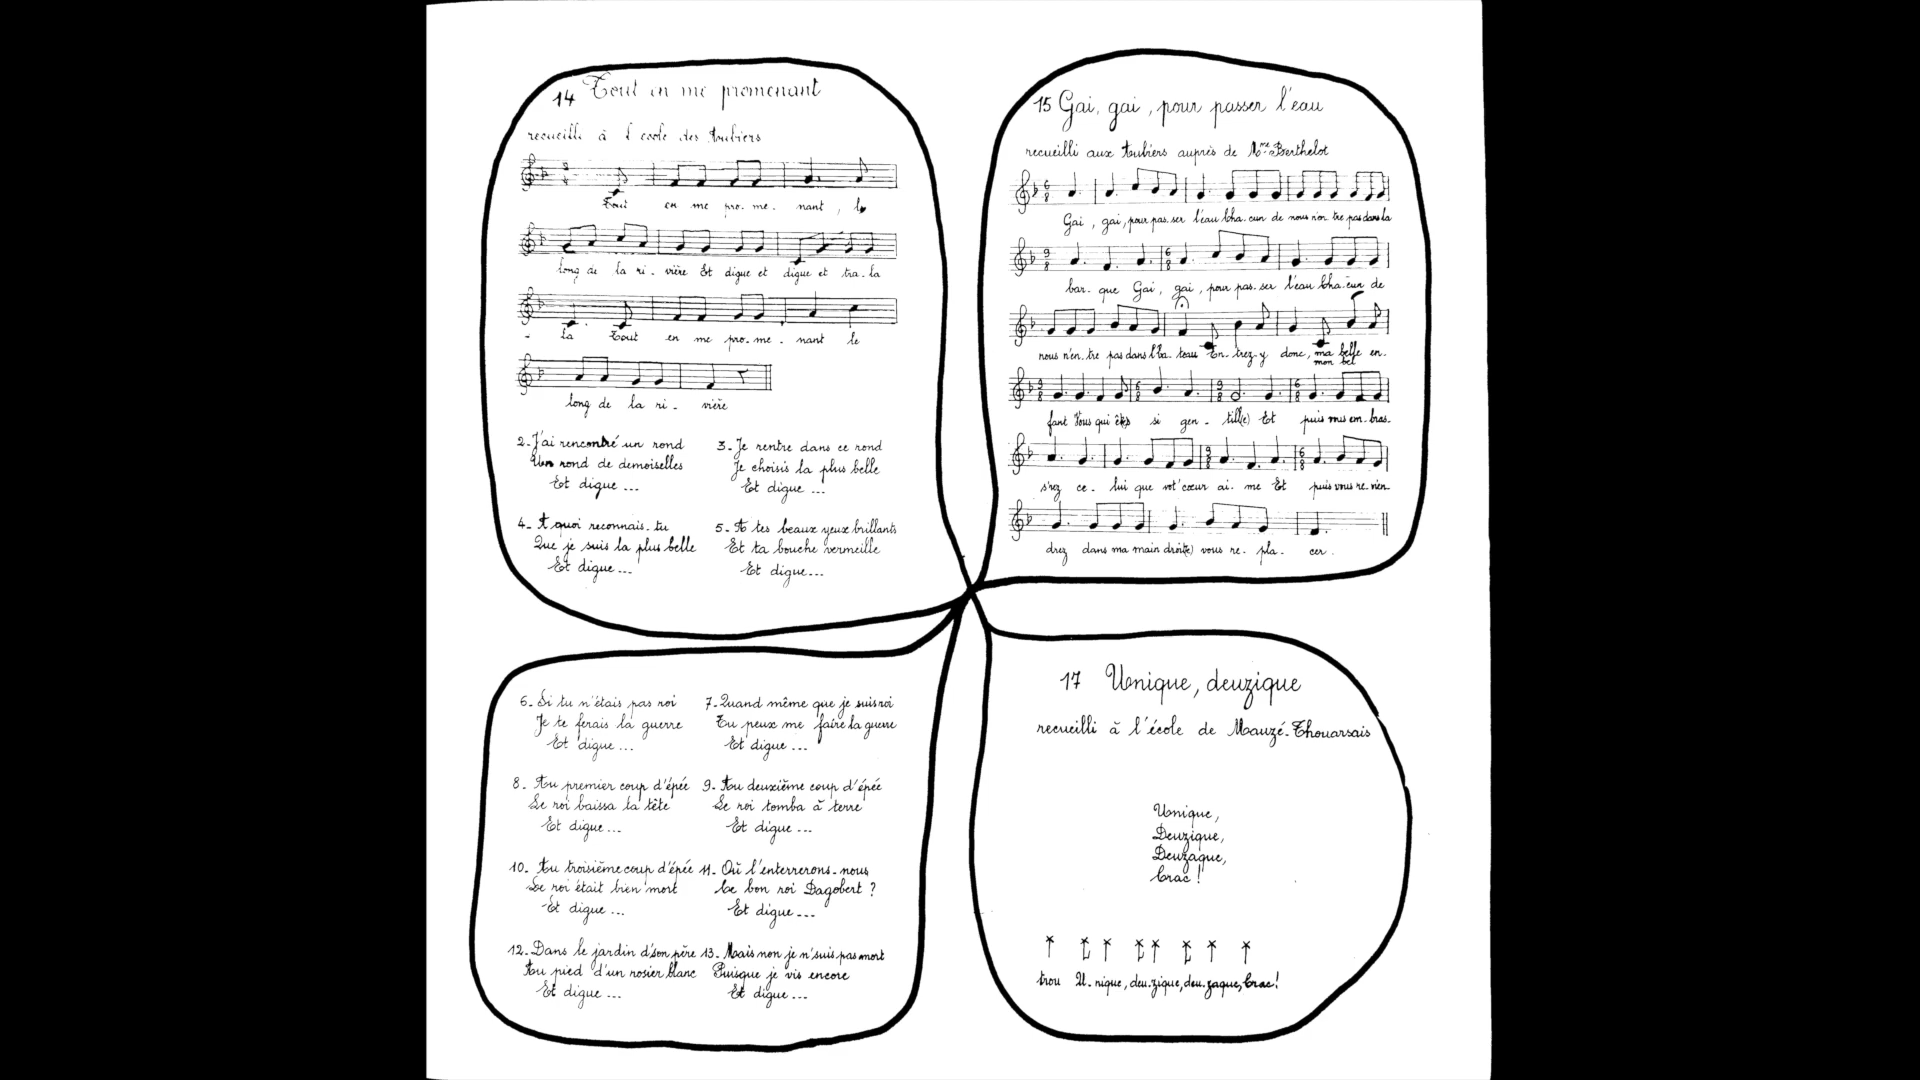 14 Tout en me promenant
recueilli à l'école des Aubiers
Tout en me pro. me. nant, le
long de la ri. vière Et digue et digue et tra. la
- la Tout en me pro. me. nant le
long de la ri. vière
2. J'ai rencontré un rond
Un rond de demoiselles
Et digue ...
3. Je rentre dans ce rond
Je choisis la plus belle
Et digue ...
4. A quoi reconnais-tu
Que je suis la plus belle
Et digue ...
5. A tes beaux yeux brillants
Et ta bouche vermeille
Et digue ...
15 Gai, gai, pour passer l'eau
recueilli aux Aubiers auprès de Mme Berthelot
Gai, gai, pour pas. ser l'eau Cha. cun de nous n'en. tre pas dans la
bar. que Gai, gai, pour pas. ser l'eau Cha. cun de
nous n'en. tre pas dans l'ba. teau En. trez. y donc, ma belle en.
mon bel
fant Vous qui êtes si gen. till(e) Et puis vous em. bras.
s'rez ce. lui que vot' cœur ai. me Et puis vous re. vien.
drez dans ma main droit(e) vous re. pla. cer.
6. Si tu n'étais pas roi
Je te ferais la guerre
Et digue ...
7. Quand même que je suis roi
Tu peux me faire la guerre
Et digue ...
8. Au premier coup d'épée
Le roi baissa la tête
Et digue ...
9. Au deuxième coup d'épée
Le roi tomba à terre
Et digue ...
10. Au troisième coup d'épée
Le roi était bien mort
Et digue ...
11. Où l'enterrerons-nous
Ce bon roi Dagobert ?
Et digue ...
12. Dans le jardin d'son père
Au pied d'un rosier blanc
Et digue ...
13. Mais non je n'suis pas mort
Puisque je vis encore
Et digue ...
17 Unique, deuzique
recueilli à l'école de Mauzé-Thouarsais
Unique,
Deuzique,
Deuzaque,
Crac !
trou U. nique, deu. zique, deu. zaque, Crac !